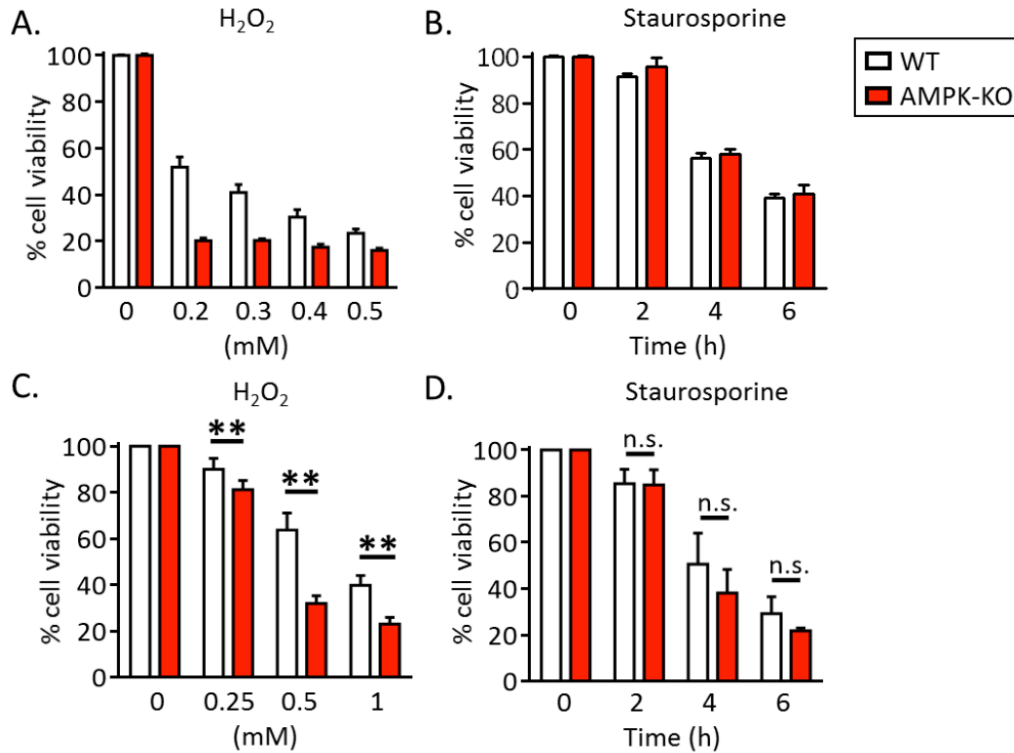 A.
H₂O₂
% cell viability
100
80
60
40
20
0
0 0.2 0.3 0.4 0.5
(mM)
B.
Staurosporine
% cell viability
100
80
60
40
20
0
0 2 4 6
Time (h)
WT
AMPK-KO
C.
H₂O₂
% cell viability
100
80
60
40
20
0
**
**
**
0 0.25 0.5 1
(mM)
D.
Staurosporine
% cell viability
100
80
60
40
20
0
n.s.
n.s.
n.s.
0 2 4 6
Time (h)